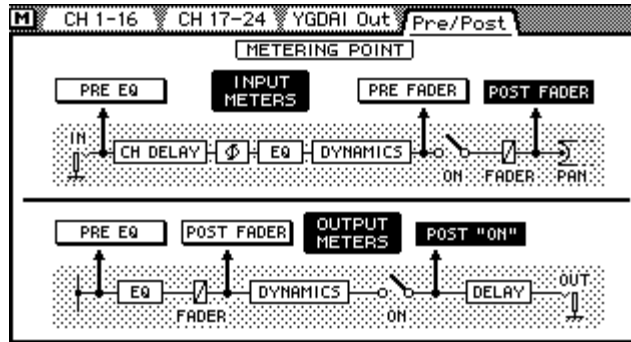 M CH 1-16 CH 17-24 YGDAI Out Pre/Post
METERING POINT
PRE EQ INPUT METERS PRE FADER POST FADER
IN CH DELAY Φ EQ DYNAMICS ON FADER PAN
PRE EQ POST FADER OUTPUT METERS POST "ON"
EQ FADER DYNAMICS ON DELAY OUT